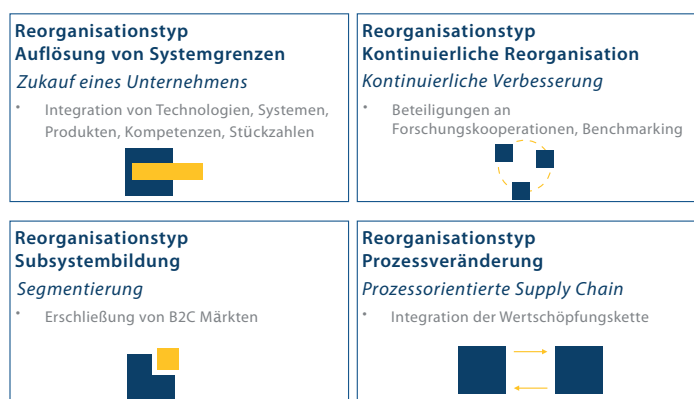 Reorganisationstyp
Auflösung von Systemgrenzen
Zukauf eines Unternehmens
* Integration von Technologien, Systemen,
Produkten, Kompetenzen, Stückzahlen
Reorganisationstyp
Kontinuierliche Reorganisation
Kontinuierliche Verbesserung
* Beteiligungen an
Forschungskooperationen, Benchmarking
Reorganisationstyp
Subsystembildung
Segmentierung
* Erschließung von B2C Märkten
Reorganisationstyp
Prozessveränderung
Prozessorientierte Supply Chain
* Integration der Wertschöpfungskette